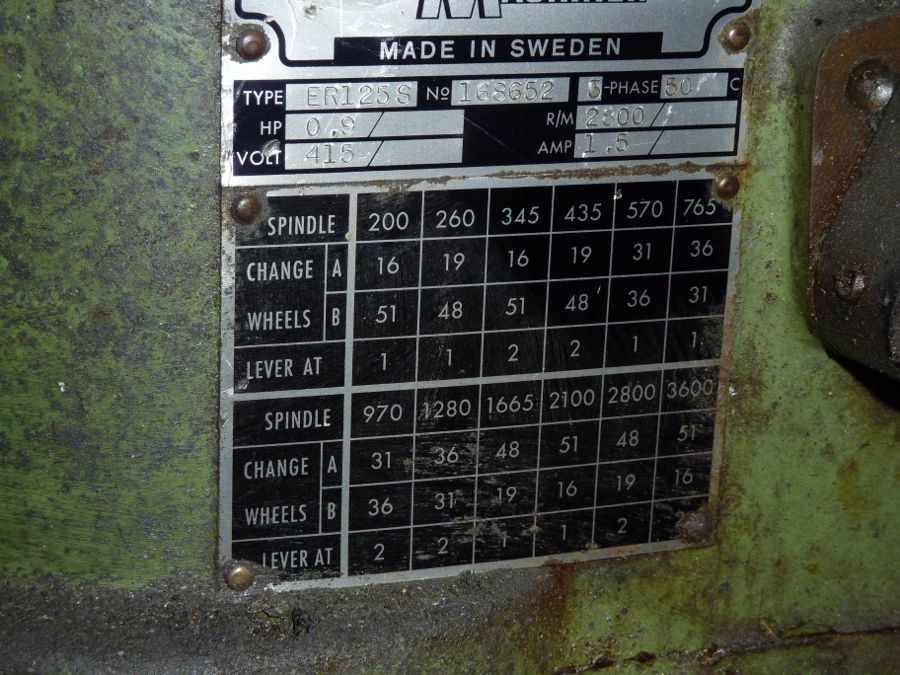 MADE IN SWEDEN
TYPE ER125S Nº 168652 3-PHASE 50 C
HP 0,9/ R/M 2800/
VOLT 415/ AMP 1,5/
SPINDLE 200 260 345 435 570 765
CHANGE A 16 19 16 19 31 36
WHEELS B 51 48 51 48 36 31
LEVER AT 1 1 2 2 1 1
SPINDLE 970 1280 1665 2100 2800 3600
CHANGE A 31 36 48 51 48 51
WHEELS B 36 31 19 16 19 16
LEVER AT 2 2 1 1 2 2